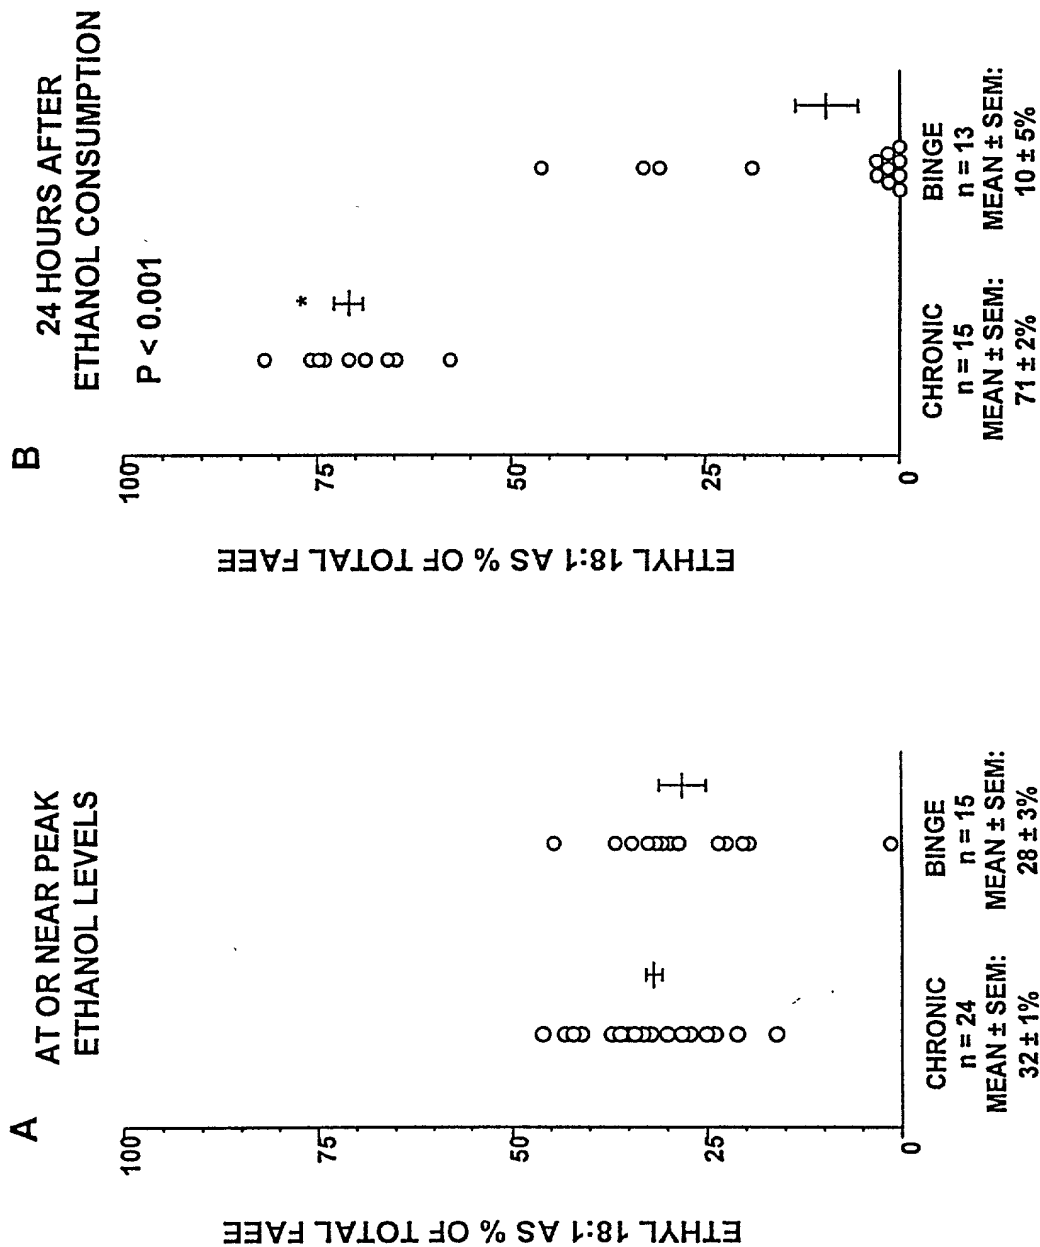 A
AT OR NEAR PEAK
ETHANOL LEVELS
ETHYL 18:1 AS % OF TOTAL FAEE
100
75
50
25
0
CHRONIC
n = 24
MEAN ± SEM:
32 ± 1%
BINGE
n = 15
MEAN ± SEM:
28 ± 3%
B
24 HOURS AFTER
ETHANOL CONSUMPTION
P < 0.001
*
ETHYL 18:1 AS % OF TOTAL FAEE
100
75
50
25
0
CHRONIC
n = 15
MEAN ± SEM:
71 ± 2%
BINGE
n = 13
MEAN ± SEM:
10 ± 5%